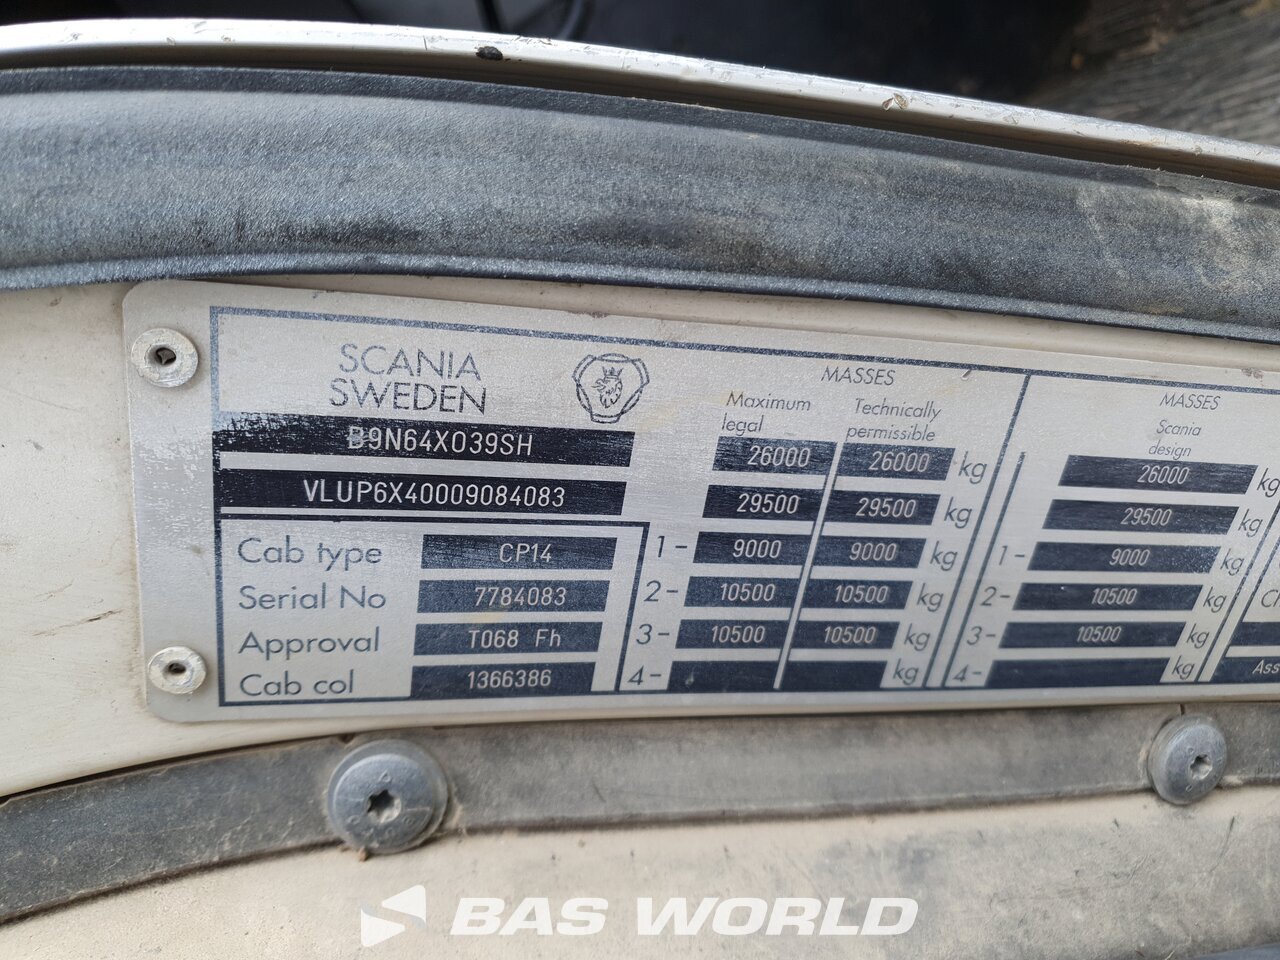 SCANIA
SWEDEN
B9N64X039SH
VLUP6X40009084083
Cab type CP14
Serial No 7784083
Approval T068 Fh
Cab col 1366386
MASSES
Maximum legal Technically permissible
26000 26000 kg
29500 29500 kg
1- 9000 9000 kg
2- 10500 10500 kg
3- 10500 10500 kg
4- kg
MASSES
Scania design
26000 kg
29500 kg
1- 9000 kg
2- 10500 kg
3- 10500 kg
4- kg
Ass
BAS WORLD